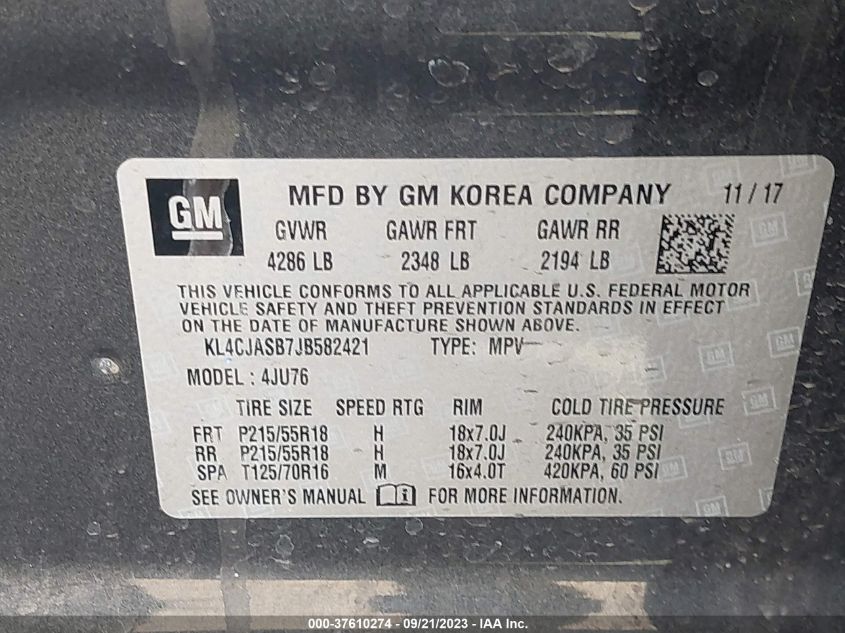 GM MFD BY GM KOREA COMPANY 11/17
GVWR GAWR FRT GAWR RR
4286 LB 2348 LB 2194 LB
THIS VEHICLE CONFORMS TO ALL APPLICABLE U.S. FEDERAL MOTOR
VEHICLE SAFETY AND THEFT PREVENTION STANDARDS IN EFFECT
ON THE DATE OF MANUFACTURE SHOWN ABOVE.
KL4CJASB7JB582421 TYPE: MPV
MODEL : 4JU76
TIRE SIZE SPEED RTG RIM COLD TIRE PRESSURE
FRT P215/55R18 H 18x7.0J 240KPA, 35 PSI
RR P215/55R18 H 18x7.0J 240KPA, 35 PSI
SPA T125/70R16 M 16x4.0T 420KPA, 60 PSI
SEE OWNER'S MANUAL FOR MORE INFORMATION.
000-37610274 - 09/21/2023 - IAA Inc.